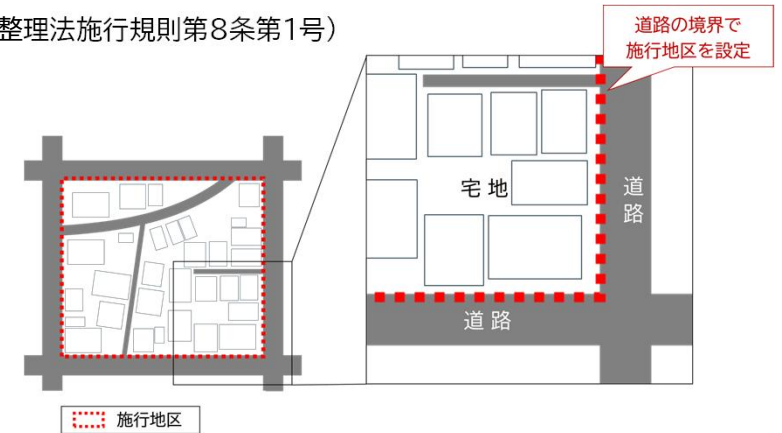 整理法施行規則第8条第1号）
道路の境界で
施行地区を設定
宅地
道路
道路
施行地区